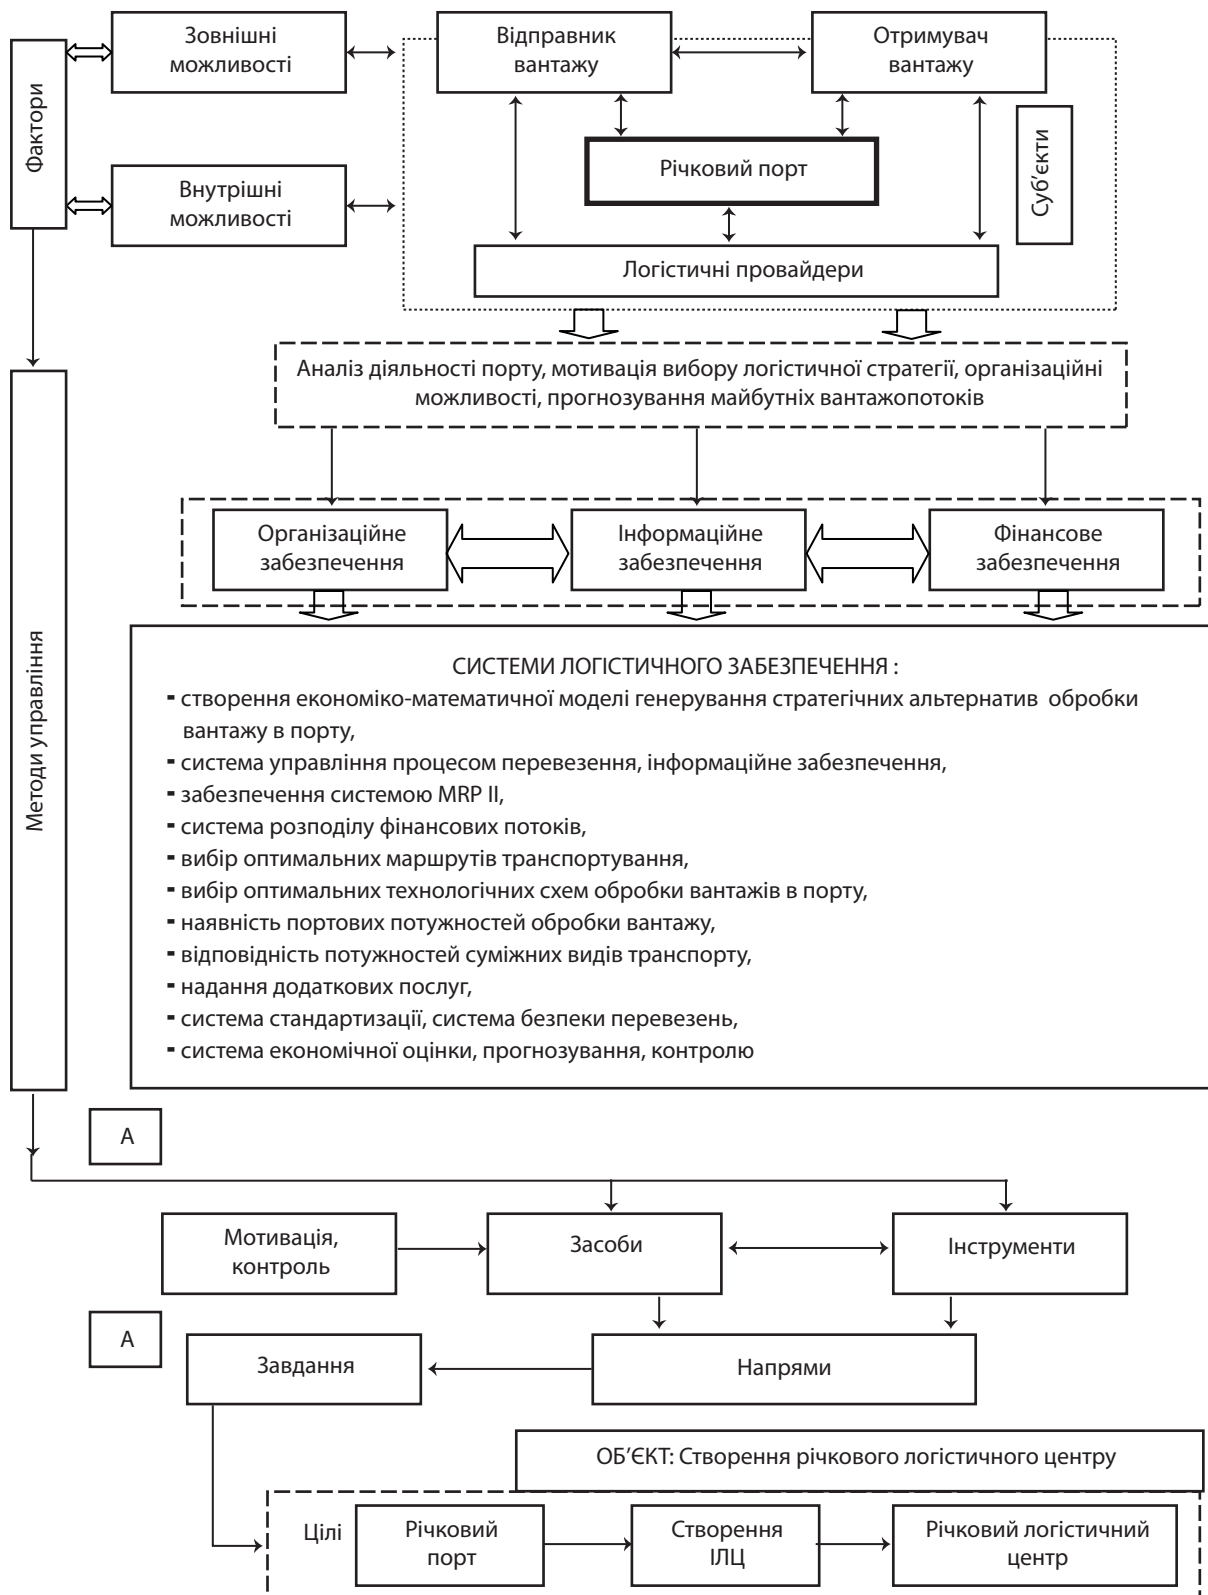 Фактори
Зовнішні
можливості
Відправник
вантажу
Отримувач
вантажу
Річковий порт
Суб'єкти
Внутрішні
можливості
Логістичні провайдери
Аналіз діяльності порту, мотивація вибору логістичної стратегії, організаційні
можливості, прогнозування майбутніх вантажопотоків
Методи управління
Організаційне
забезпечення
Інформаційне
забезпечення
Фінансове
забезпечення
СИСТЕМИ ЛОГІСТИЧНОГО ЗАБЕЗПЕЧЕННЯ :
- створення економіко-математичної моделі генерування стратегічних альтернатив обробки
вантажу в порту,
- система управління процесом перевезення, інформаційне забезпечення,
- забезпечення системою MRP II,
- система розподілу фінансових потоків,
- вибір оптимальних маршрутів транспортування,
- вибір оптимальних технологічних схем обробки вантажів в порту,
- наявність портових потужностей обробки вантажу,
- відповідність потужностей суміжних видів транспорту,
- надання додаткових послуг,
- система стандартизації, система безпеки перевезень,
- система економічної оцінки, прогнозування, контролю
А
Мотивація,
контроль
Засоби
Інструменти
А
Завдання
Напрями
ОБ'ЄКТ: Створення річкового логістичного центру
Цілі
Річковий
порт
Створення
ІЛЦ
Річковий логістичний
центр